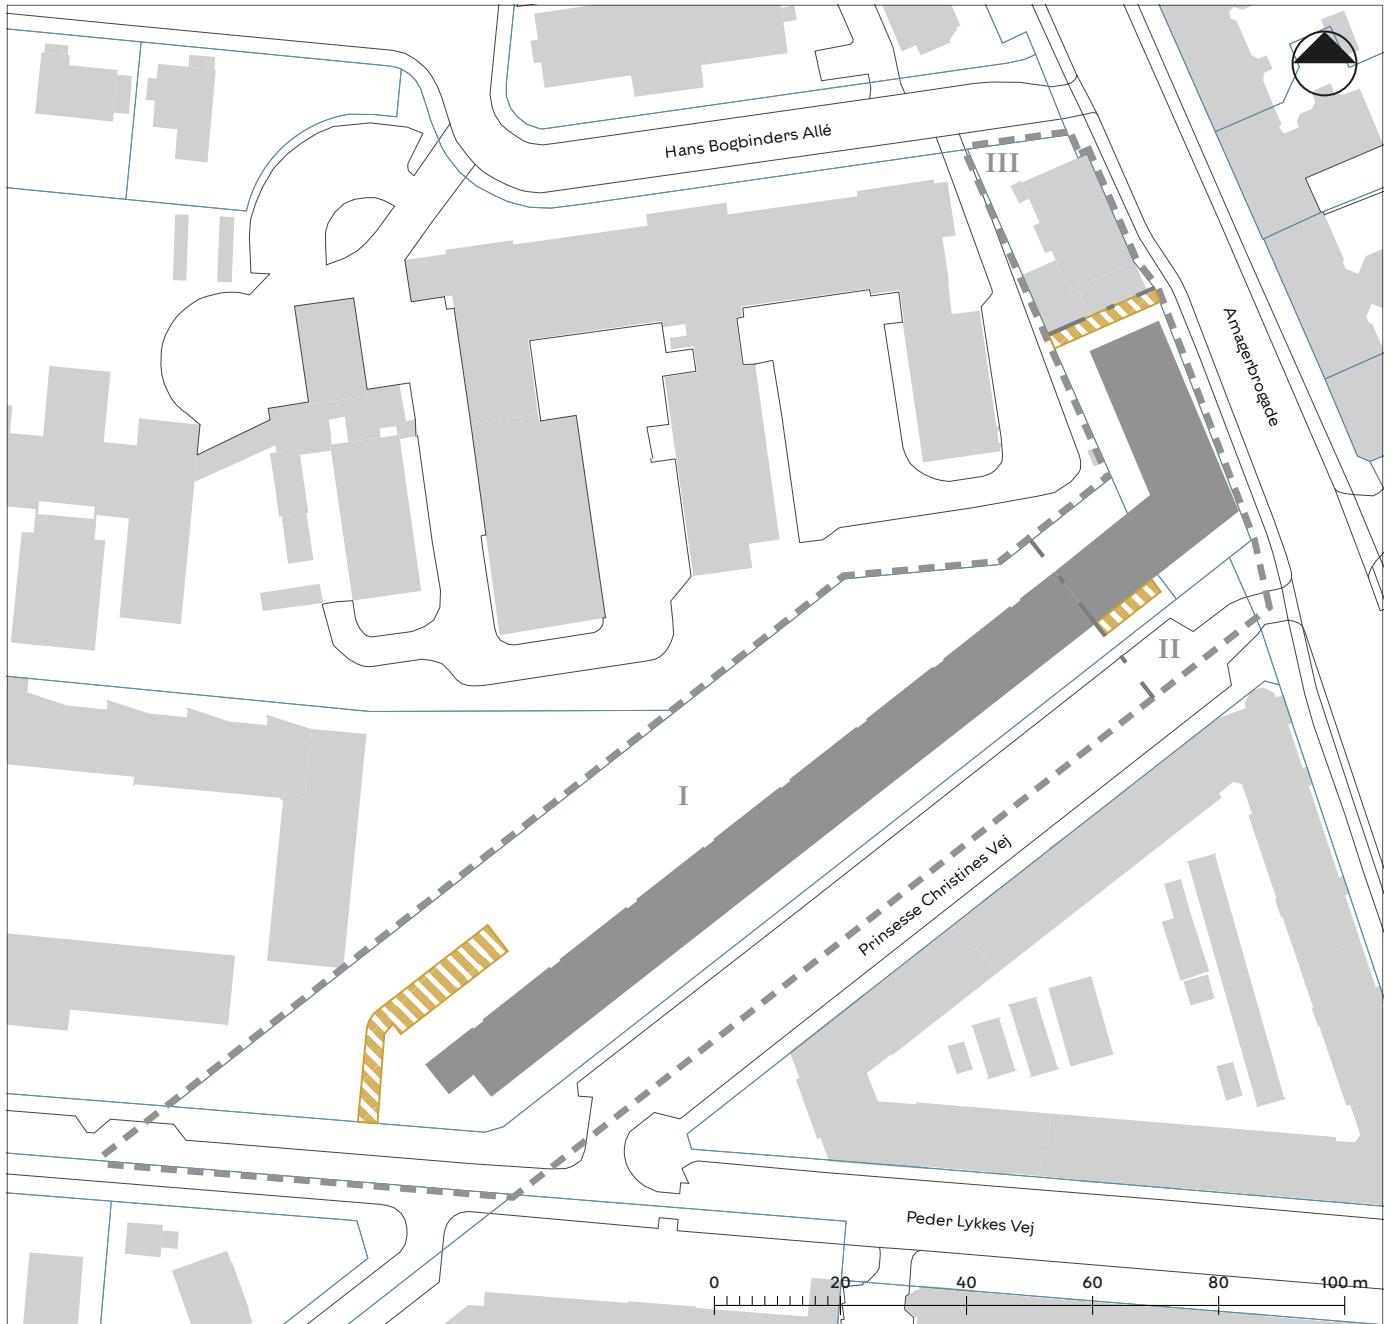 Hans Bogbinders Allé
III
Amagerbrogade
II
I
Prinsesse Christines Vej
Peder Lykkes Vej
0 20 40 60 80 100 m